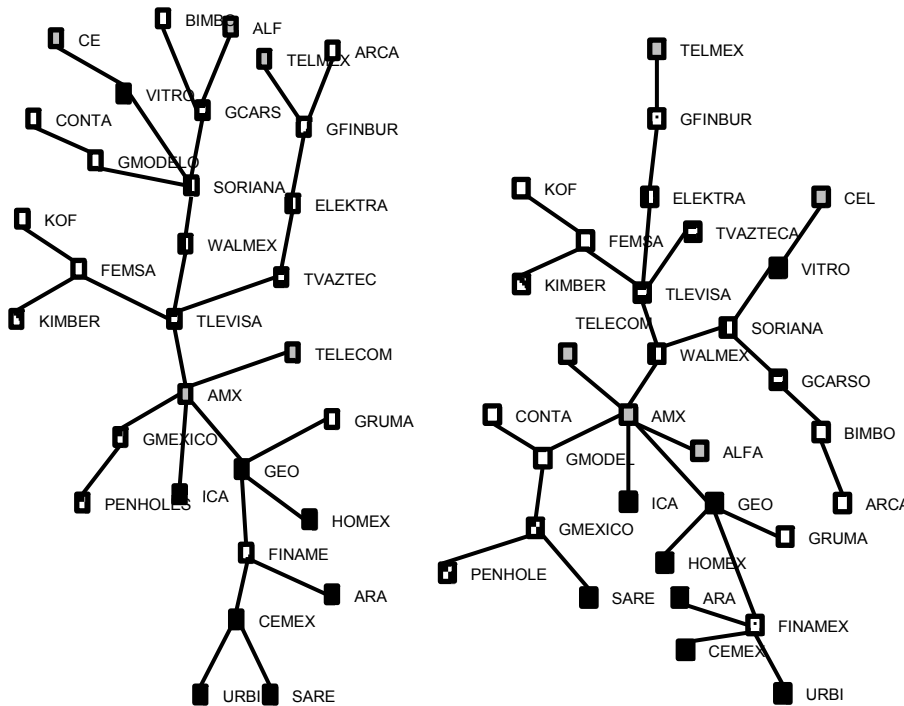 BIMBO
ALF
CE
TELMEX
ARCA
VITRO
GCARS
CONTA
GFINBUR
GMODELO
SORIANA
ELEKTRA
KOF
WALMEX
FEMSA
TVAZTEC
KIMBER
TLEVISA
TELECOM
AMX
GRUMA
GMEXICO
GEO
PENHOLES
ICA
HOMEX
FINAME
ARA
CEMEX
URBI
SARE
TELMEX
GFINBUR
KOF
ELEKTRA
CEL
FEMSA
TVAZTECA
VITRO
KIMBER
TLEVISA
TELECOM
SORIANA
WALMEX
GCARSO
CONTA
AMX
BIMBO
ALFA
GMODEL
ICA
GEO
ARCA
GMEXICO
GRUMA
HOMEX
PENHOLE
SARE
ARA
FINAMEX
CEMEX
URBI